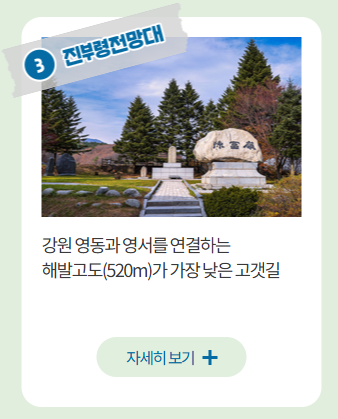 3 진부령전망대
陳富嶺
강원 영동과 영서를 연결하는
해발고도(520m)가 가장 낮은 고갯길
자세히 보기 +